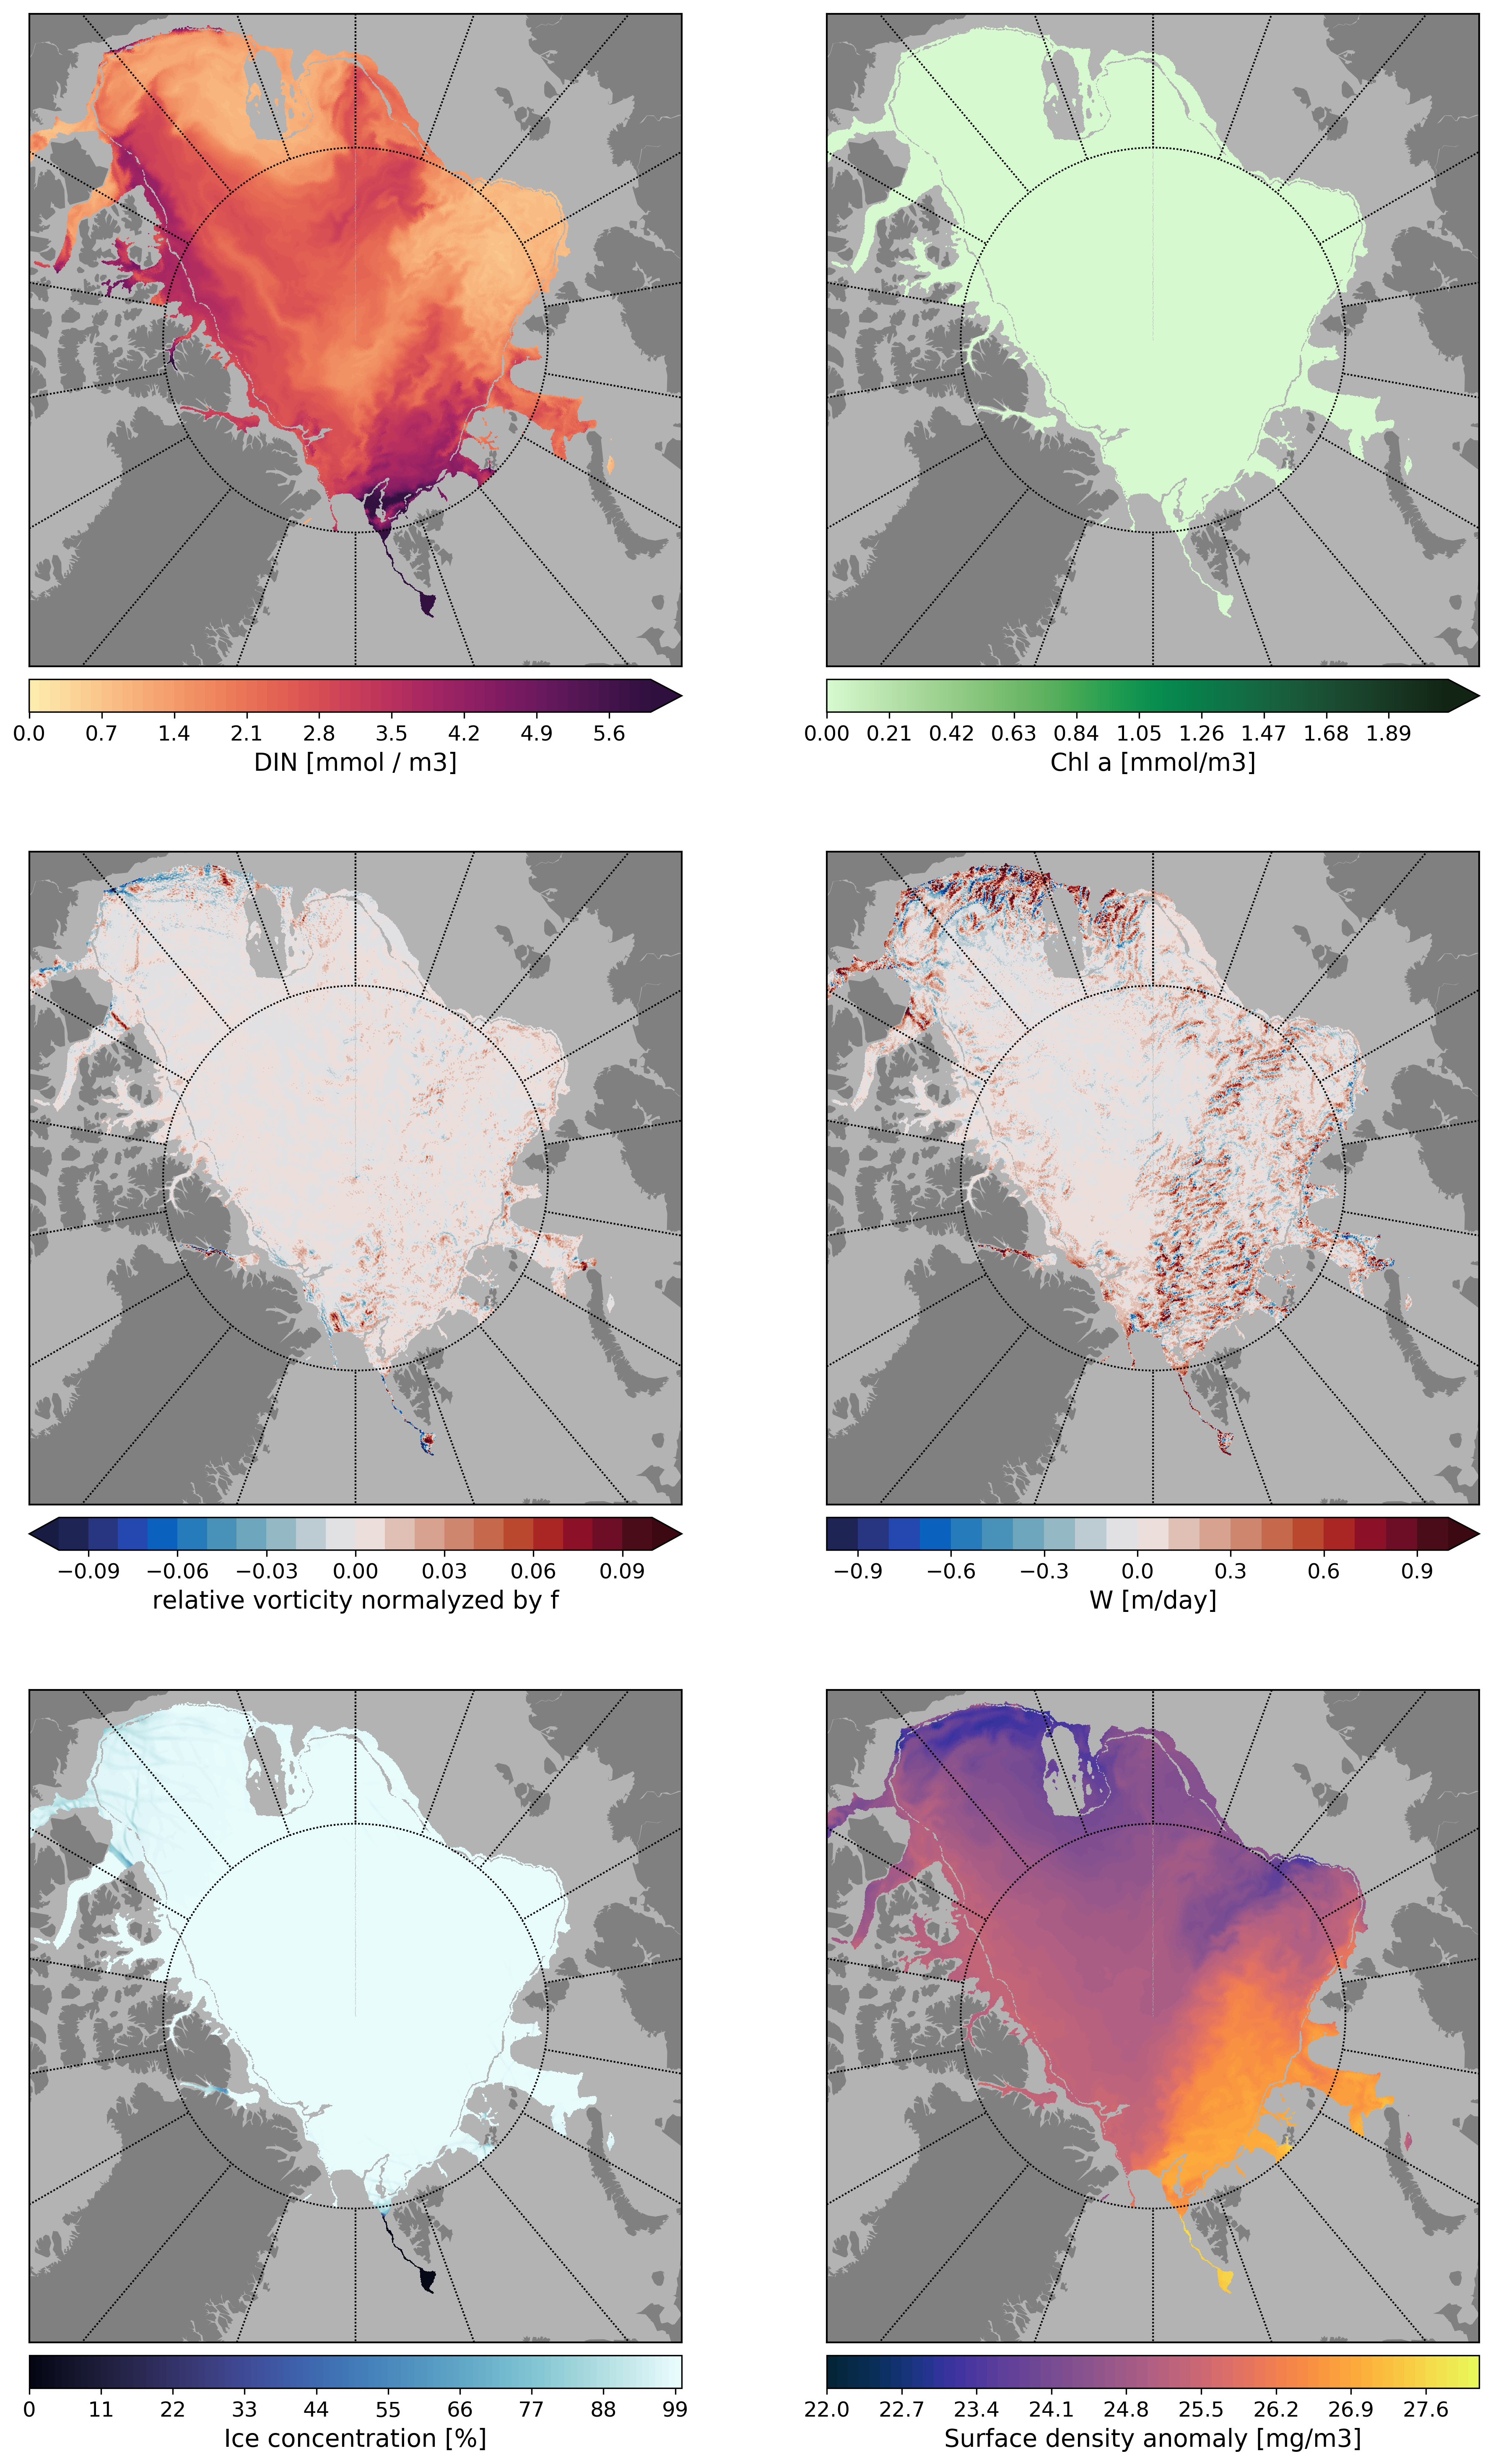 0.0 0.7 1.4 2.1 2.8 3.5 4.2 4.9 5.6
DIN [mmol / m3]
0.00 0.21 0.42 0.63 0.84 1.05 1.26 1.47 1.68 1.89
Chl a [mmol/m3]
−0.09 −0.06 −0.03 0.00 0.03 0.06 0.09
relative vorticity normalyzed by f
−0.9 −0.6 −0.3 0.0 0.3 0.6 0.9
W [m/day]
0 11 22 33 44 55 66 77 88 99
Ice concentration [%]
22.0 22.7 23.4 24.1 24.8 25.5 26.2 26.9 27.6
Surface density anomaly [mg/m3]